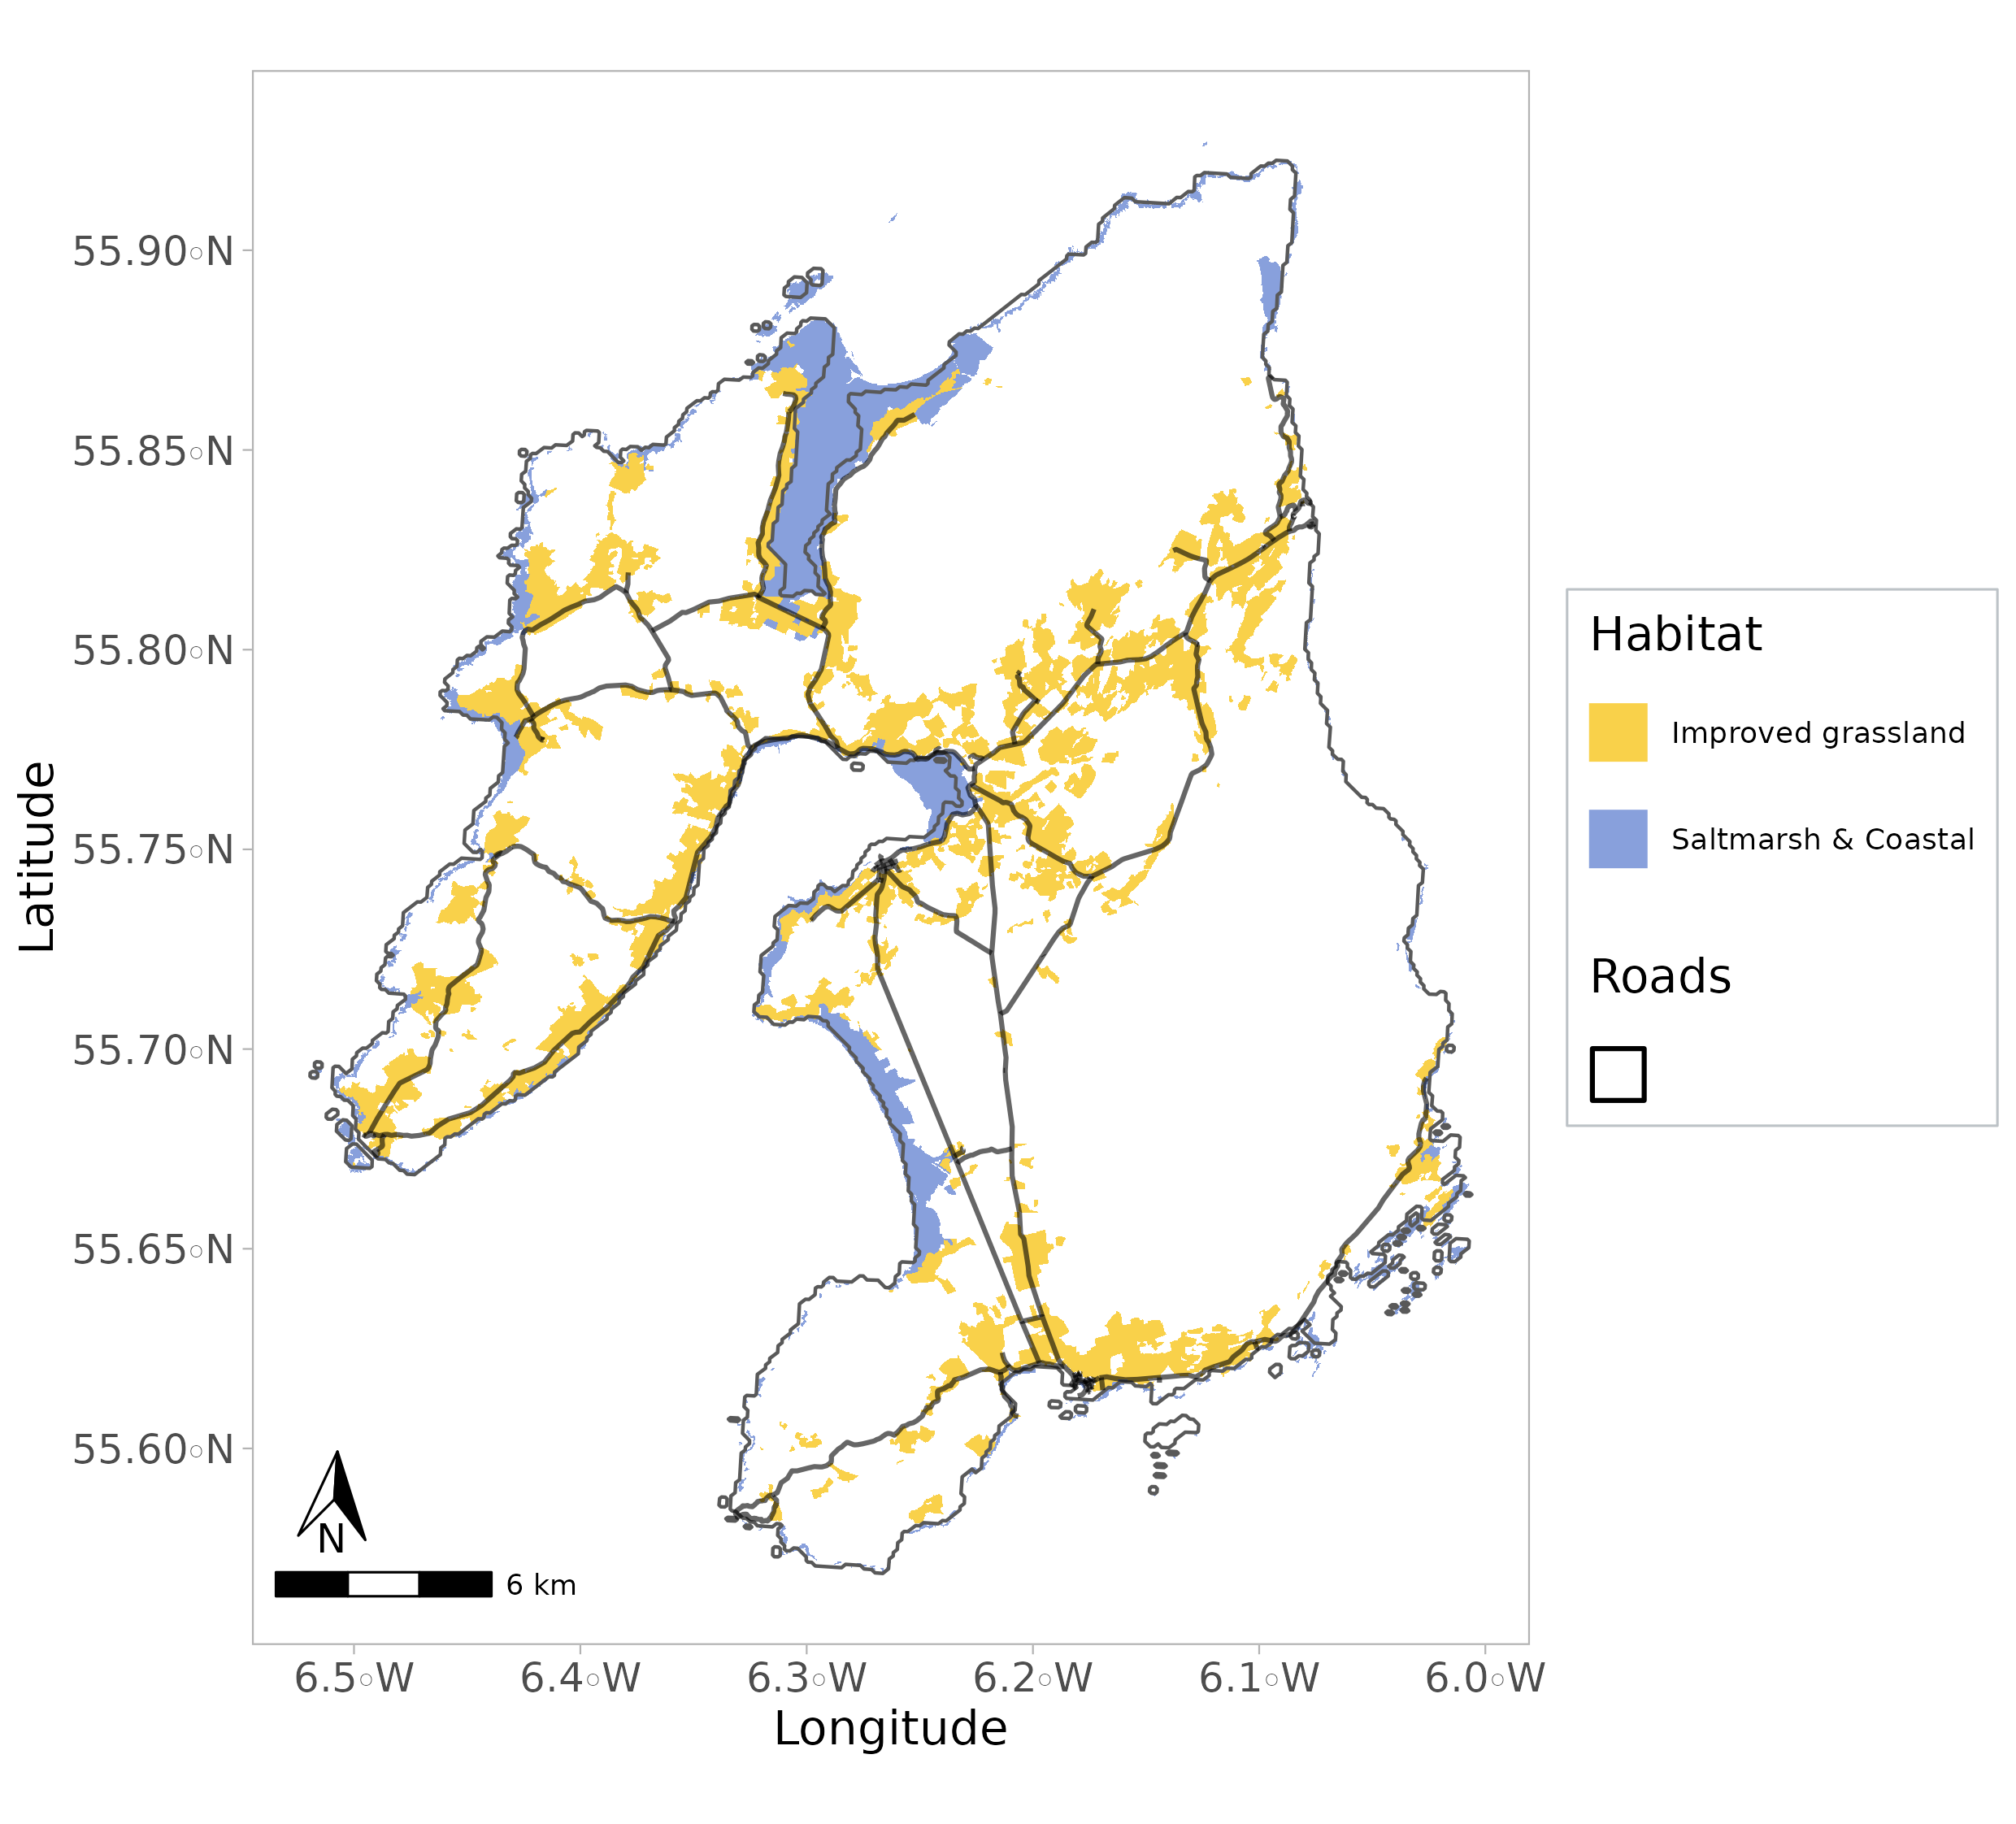 55.90◦N
55.85◦N
55.80◦N
55.75◦N
55.70◦N
55.65◦N
55.60◦N
Latitude
N
6 km
6.5◦W 6.4◦W 6.3◦W 6.2◦W 6.1◦W 6.0◦W
Longitude
Habitat
Improved grassland
Saltmarsh & Coastal
Roads